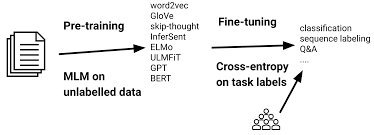 Pre-training
MLM on
unlabelled data
word2vec
GloVe
skip-thought
InferSent
ELMo
ULMFiT
GPT
BERT
Fine-tuning
Cross-entropy
on task labels
classification
sequence labeling
Q&A
....